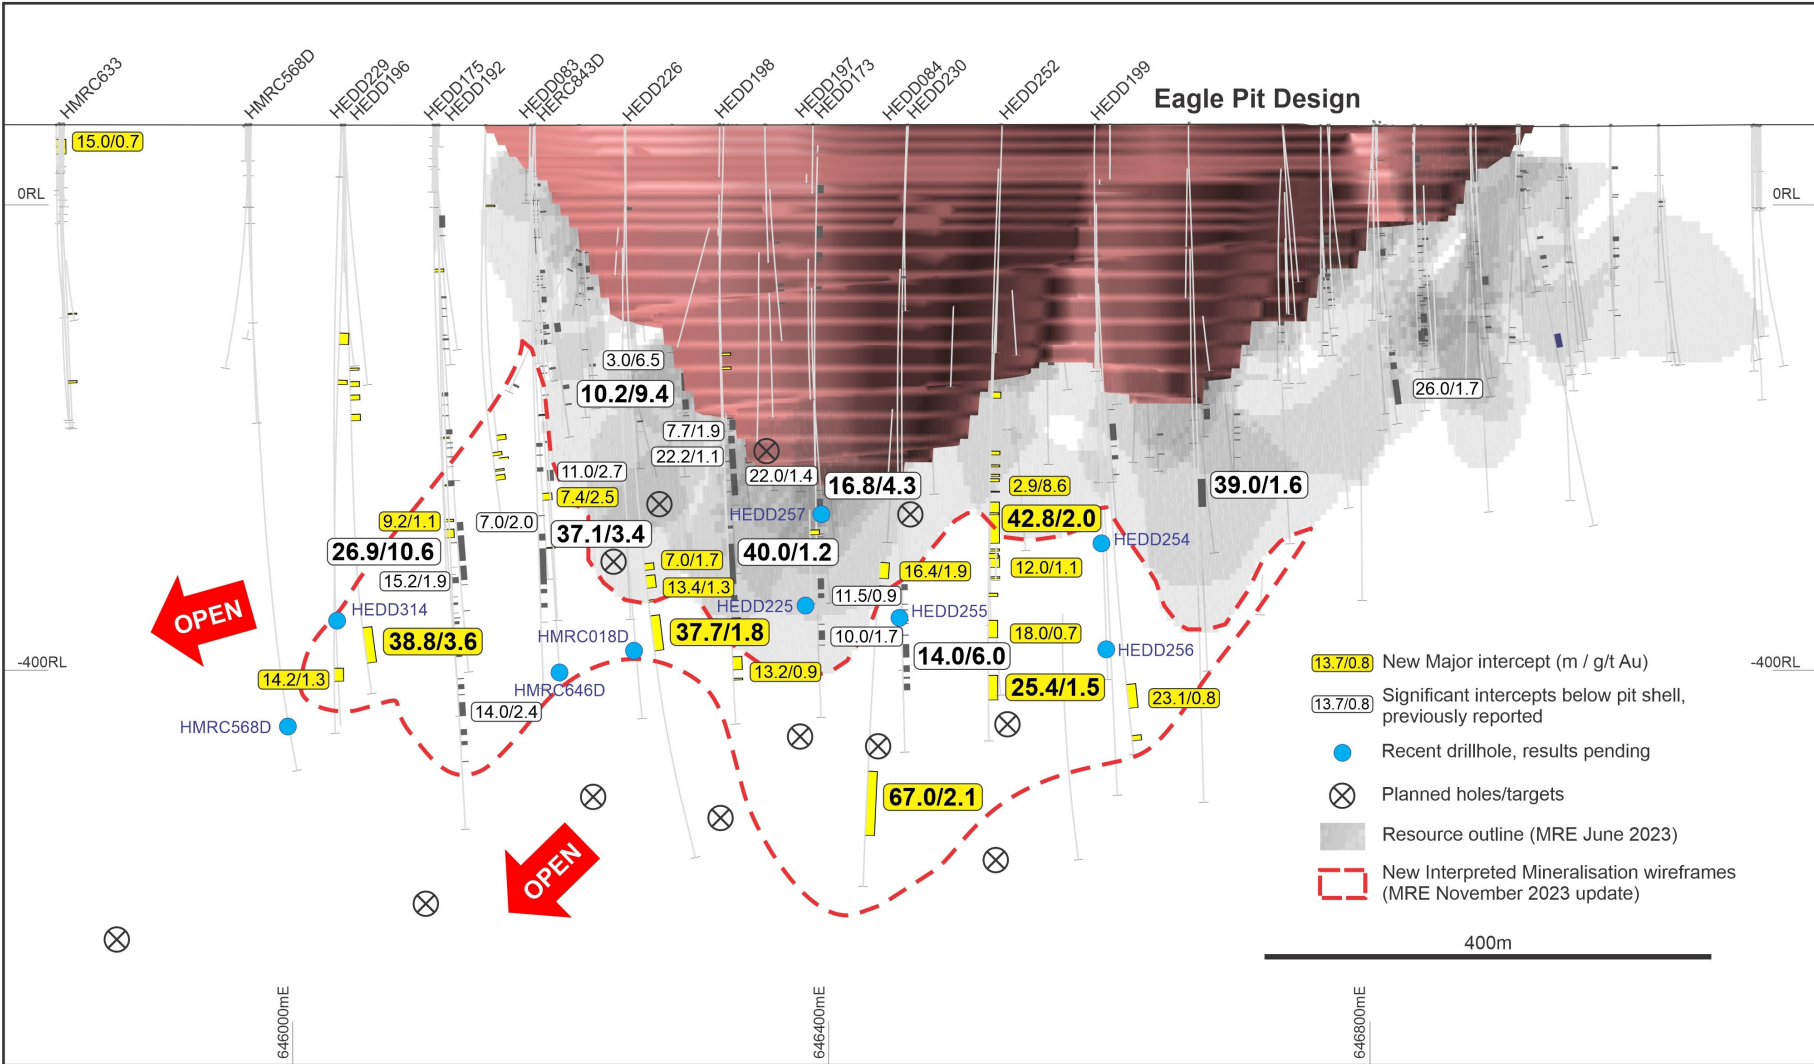 HMRC633
HMRC568D
HEDD229
HEDD196
HEDD175
HEDD192
HEDD083
HERC843D
HEDD226
HEDD198
HEDD197
HEDD173
HEDD084
HEDD230
HEDD252
HEDD199
Eagle Pit Design
15.0/0.7
0RL
0RL
3.0/6.5
10.2/9.4
26.0/1.7
7.7/1.9
22.2/1.1
11.0/2.7
22.0/1.4
16.8/4.3
2.9/8.6
39.0/1.6
7.4/2.5
9.2/1.1
7.0/2.0
HEDD257
42.8/2.0
37.1/3.4
HEDD254
26.9/10.6
40.0/1.2
7.0/1.7
12.0/1.1
16.4/1.9
15.2/1.9
13.4/1.3
11.5/0.9
OPEN
HEDD314
HEDD225
HEDD255
38.8/3.6
HMRC018D
37.7/1.8
10.0/1.7
18.0/0.7
14.0/6.0
HEDD256
-400RL
-400RL
14.2/1.3
HMRC646D
13.2/0.9
25.4/1.5
23.1/0.8
14.0/2.4
HMRC568D
67.0/2.1
OPEN
13.7/0.8 New Major intercept (m / g/t Au)
13.7/0.8 Significant intercepts below pit shell,
previously reported
Recent drillhole, results pending
Planned holes/targets
Resource outline (MRE June 2023)
New Interpreted Mineralisation wireframes
(MRE November 2023 update)
400m
646000mE
646400mE
646800mE